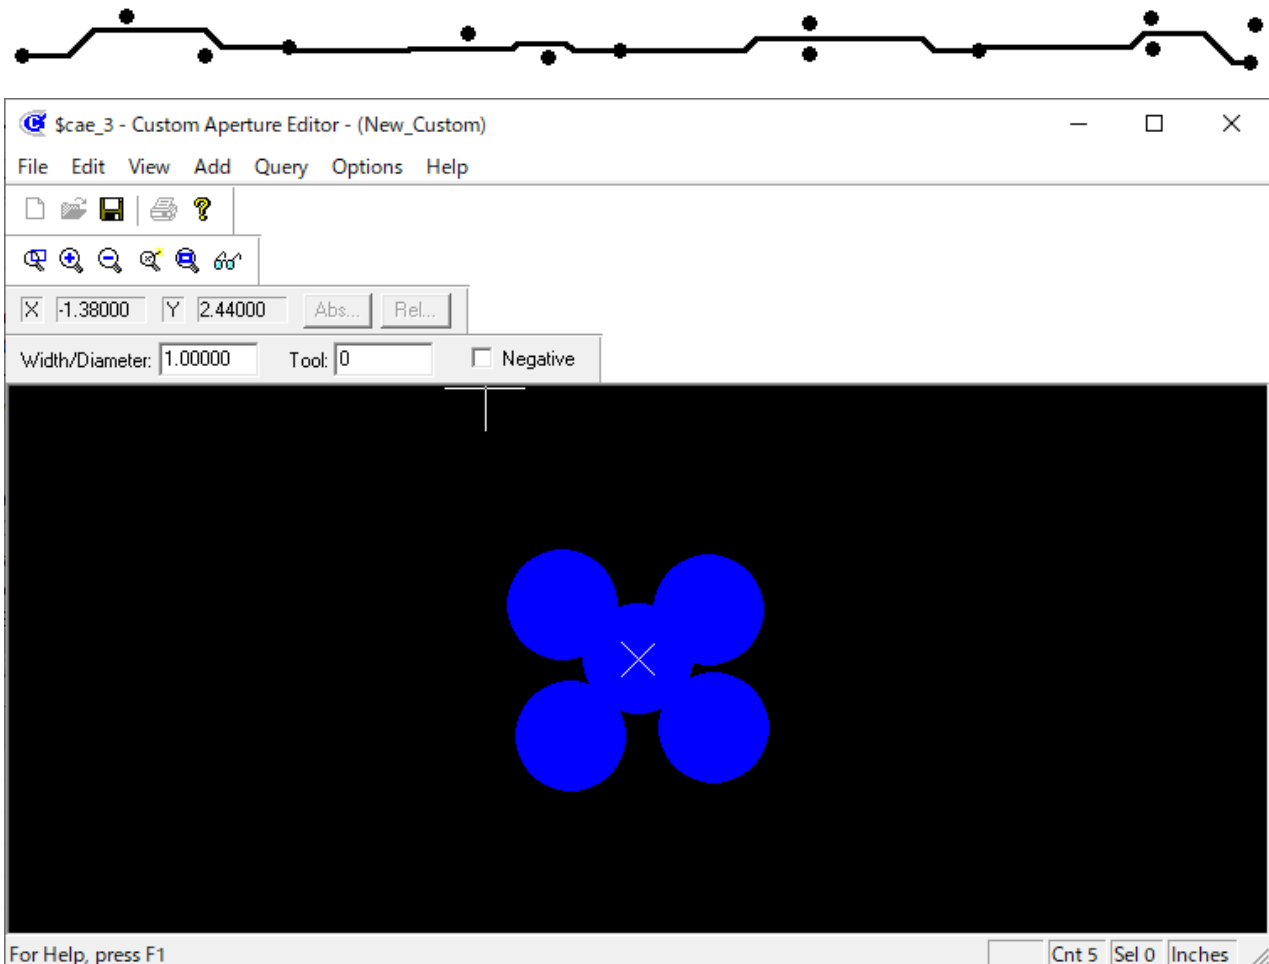 $cae_3 - Custom Aperture Editor - (New_Custom)
File Edit View Add Query Options Help
X -1.38000 Y 2.44000 Abs... Rel...
Width/Diameter: 1.00000 Tool: 0 Negative
For Help, press F1 Cnt 5 Sel 0 Inches